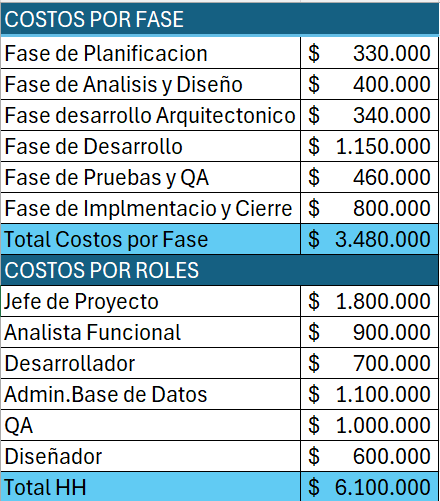 COSTOS POR FASE
Fase de Planificacion $ 330.000
Fase de Analisis y Diseño $ 400.000
Fase desarrollo Arquitectonico $ 340.000
Fase de Desarrollo $ 1.150.000
Fase de Pruebas y QA $ 460.000
Fase de Implmentacio y Cierre $ 800.000
Total Costos por Fase $ 3.480.000
COSTOS POR ROLES
Jefe de Proyecto $ 1.800.000
Analista Funcional $ 900.000
Desarrollador $ 700.000
Admin.Base de Datos $ 1.100.000
QA $ 1.000.000
Diseñador $ 600.000
Total HH $ 6.100.000